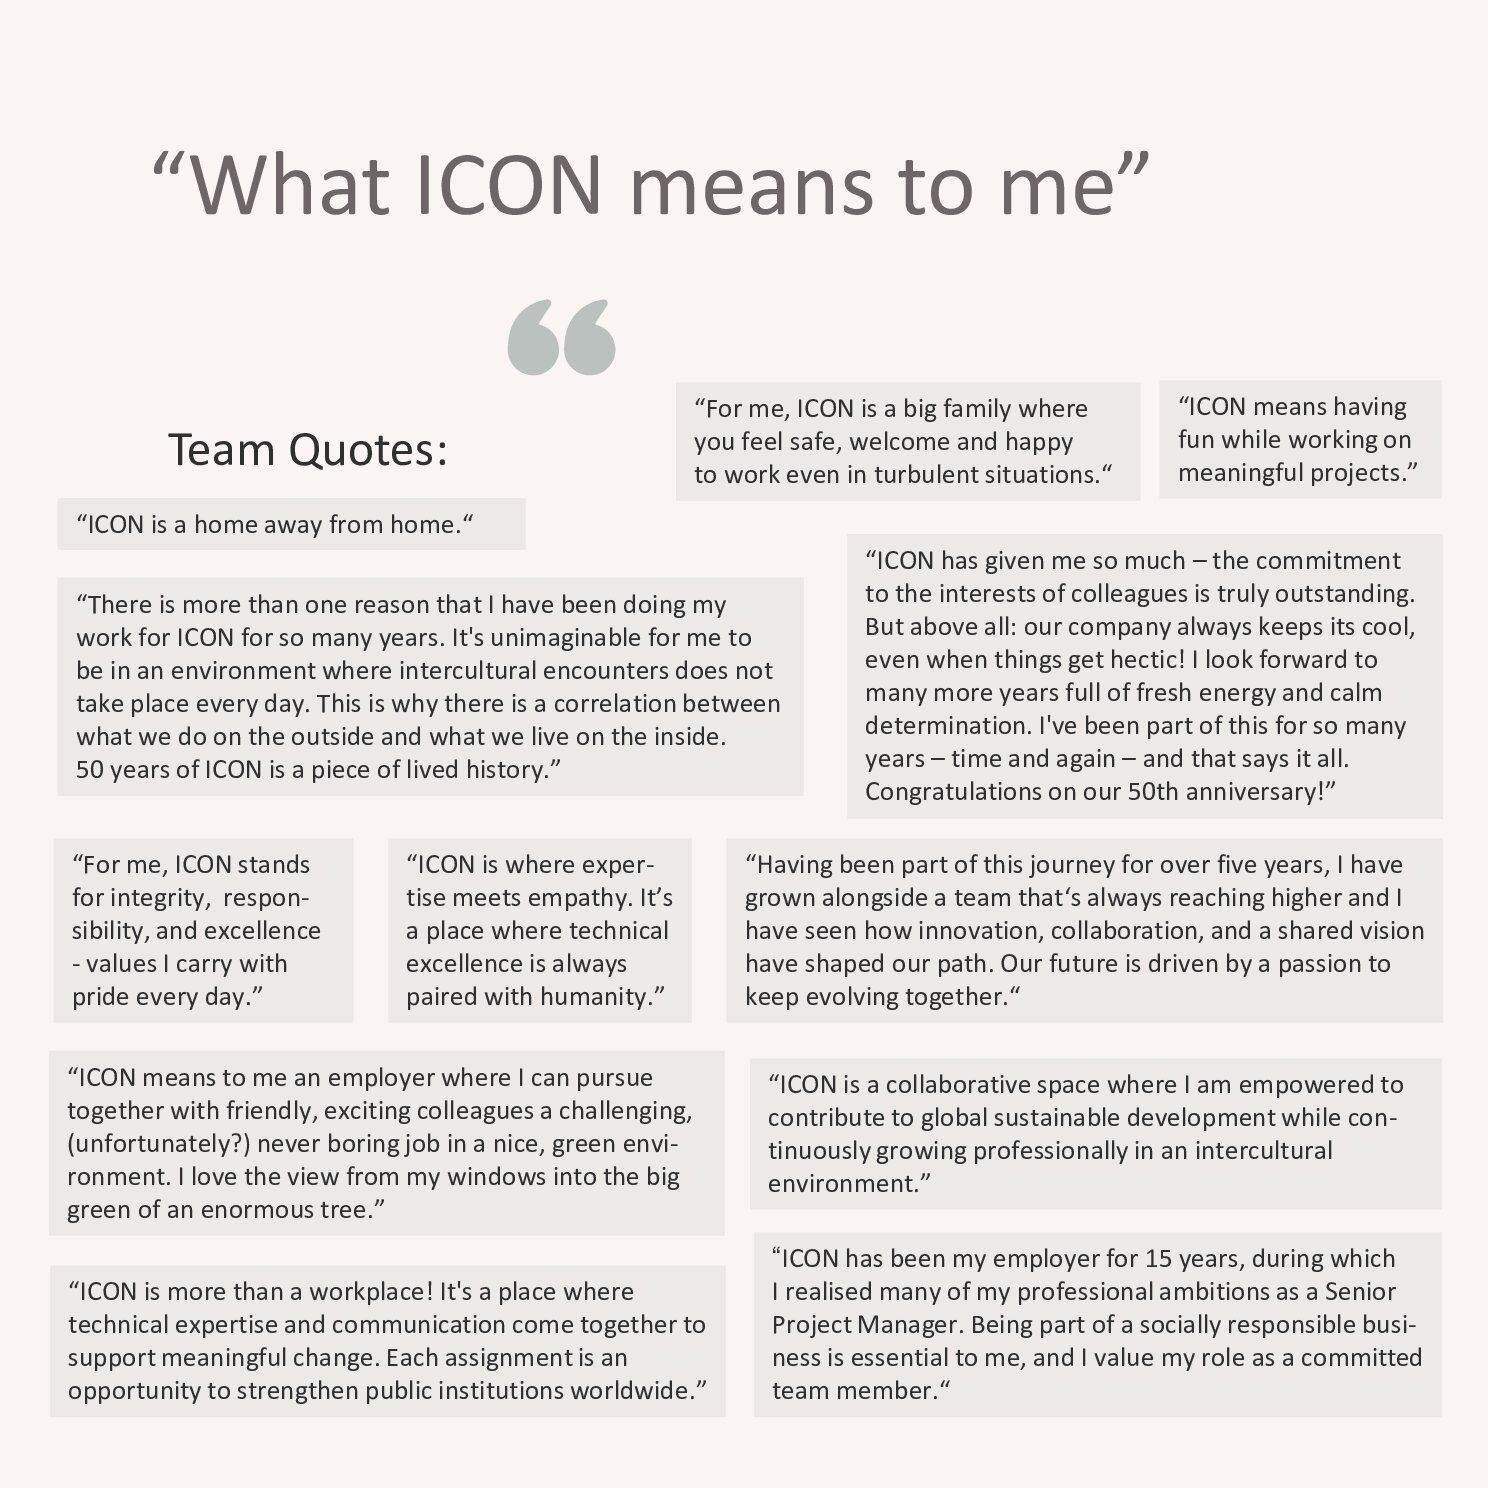 “What ICON means to me”
Team Quotes:
“ICON is a home away from home.“
“For me, ICON is a big family where
you feel safe, welcome and happy
to work even in turbulent situations.“
“ICON means having
fun while working on
meaningful projects.”
“There is more than one reason that I have been doing my
work for ICON for so many years. It's unimaginable for me to
be in an environment where intercultural encounters does not
take place every day. This is why there is a correlation between
what we do on the outside and what we live on the inside.
50 years of ICON is a piece of lived history.”
“ICON has given me so much – the commitment
to the interests of colleagues is truly outstanding.
But above all: our company always keeps its cool,
even when things get hectic! I look forward to
many more years full of fresh energy and calm
determination. I've been part of this for so many
years – time and again – and that says it all.
Congratulations on our 50th anniversary!”
“For me, ICON stands
for integrity,  respon-
sibility, and excellence
- values I carry with
pride every day.”
“ICON is where exper-
tise meets empathy. It’s
a place where technical
excellence is always
paired with humanity.”
“Having been part of this journey for over five years, I have
grown alongside a team that‘s always reaching higher and I
have seen how innovation, collaboration, and a shared vision
have shaped our path. Our future is driven by a passion to
keep evolving together.“
“ICON means to me an employer where I can pursue
together with friendly, exciting colleagues a challenging,
(unfortunately?) never boring job in a nice, green envi-
ronment. I love the view from my windows into the big
green of an enormous tree.”
“ICON is a collaborative space where I am empowered to
contribute to global sustainable development while con-
tinuously growing professionally in an intercultural
environment.”
“ICON is more than a workplace! It's a place where
technical expertise and communication come together to
support meaningful change. Each assignment is an
opportunity to strengthen public institutions worldwide.”
“ICON has been my employer for 15 years, during which
I realised many of my professional ambitions as a Senior
Project Manager. Being part of a socially responsible busi-
ness is essential to me, and I value my role as a committed
team member.“